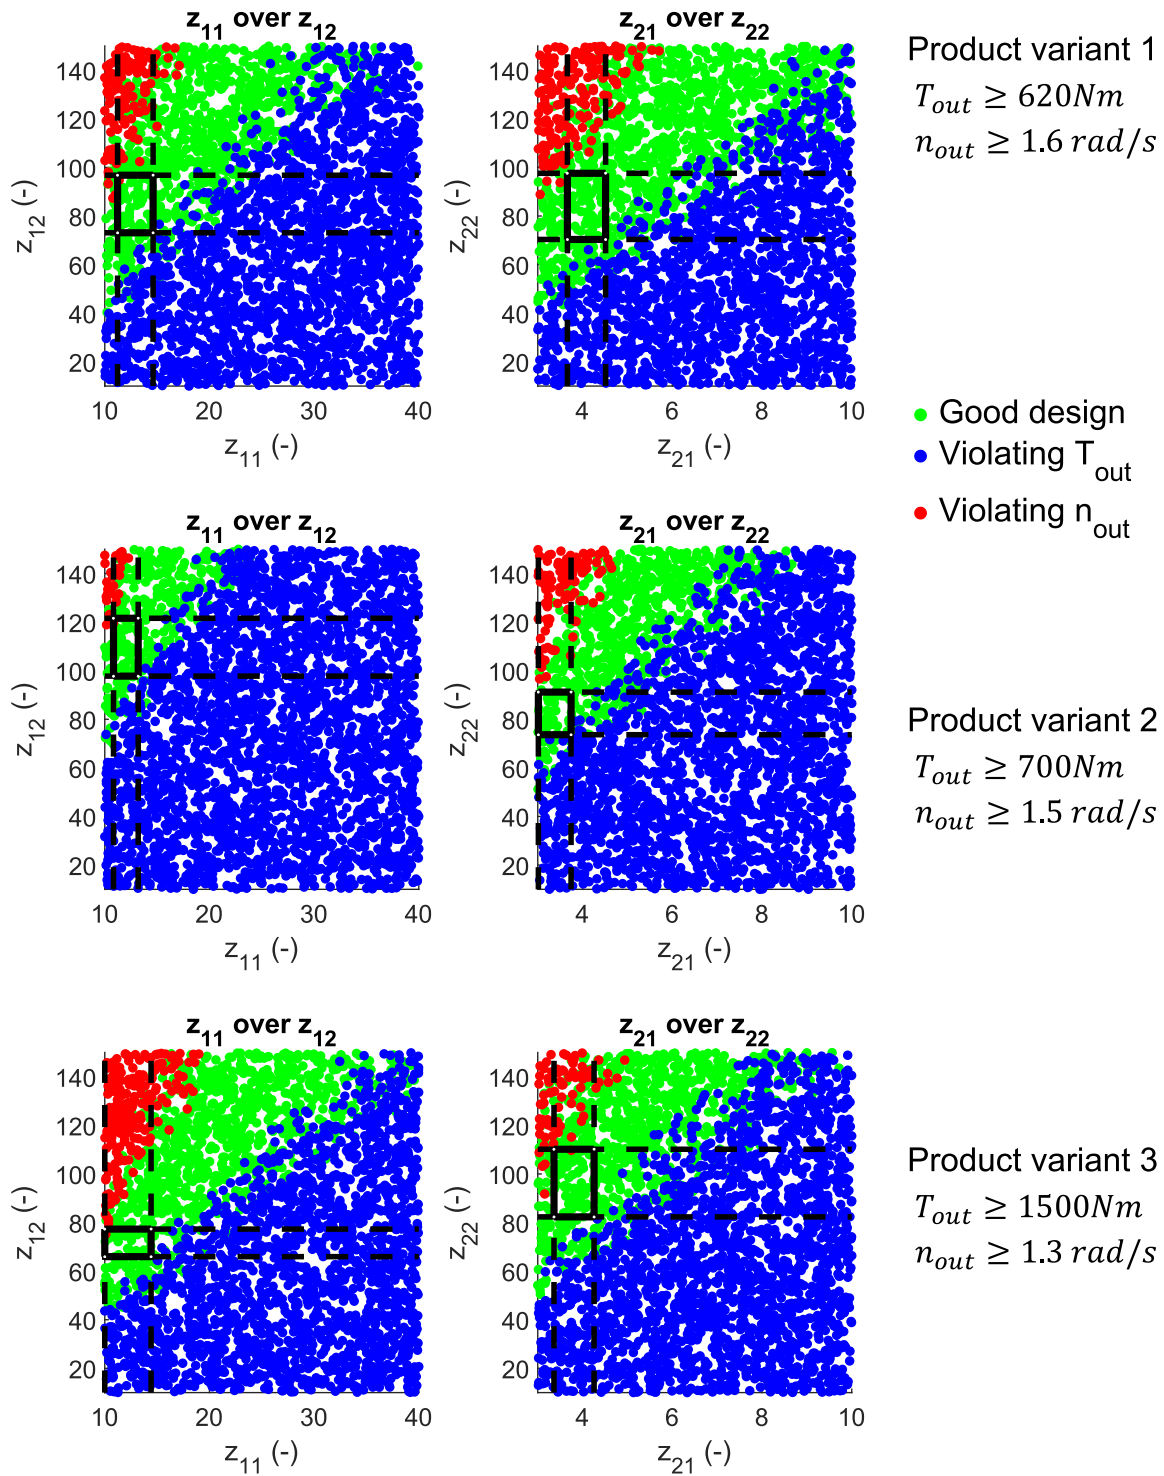 z11 over z12
140
120
100
80
60
40
20
z12 (-)
10
20
30
40
z11 (-)
z21 over z22
140
120
100
80
60
40
20
z22 (-)
4
6
8
10
z21 (-)
Product variant 1
Tout ≥ 620Nm
nout ≥ 1.6 rad/s
Good design
Violating Tout
Violating nout
z11 over z12
140
120
100
80
60
40
20
z12 (-)
10
20
30
40
z11 (-)
z21 over z22
140
120
100
80
60
40
20
z22 (-)
4
6
8
10
z21 (-)
Product variant 2
Tout ≥ 700Nm
nout ≥ 1.5 rad/s
z11 over z12
140
120
100
80
60
40
20
z12 (-)
10
20
30
40
z11 (-)
z21 over z22
140
120
100
80
60
40
20
z22 (-)
4
6
8
10
z21 (-)
Product variant 3
Tout ≥ 1500Nm
nout ≥ 1.3 rad/s